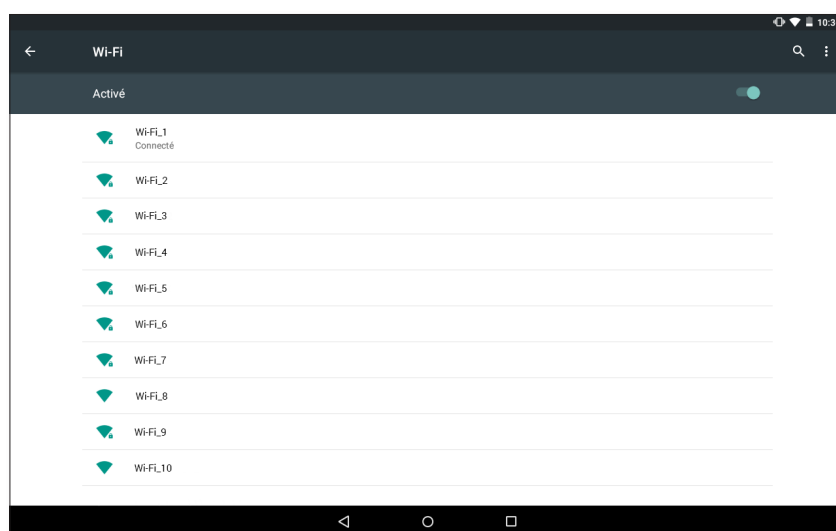 10:3
Wi-Fi
Activé
Wi-Fi_1
Connecté
Wi-Fi_2
Wi-Fi_3
Wi-Fi_4
Wi-Fi_5
Wi-Fi_6
Wi-Fi_7
Wi-Fi_8
Wi-Fi_9
Wi-Fi_10